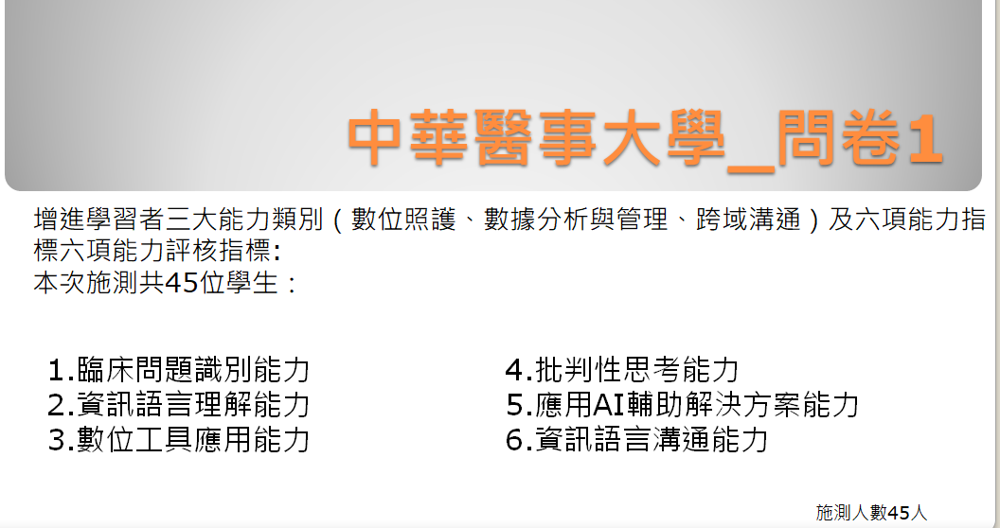 中華醫事大學_問卷1
增進學習者三大能力類別（數位照護、數據分析與管理、跨域溝通）及六項能力指
標六項能力評核指標:
本次施測共45位學生：
1.臨床問題識別能力
2.資訊語言理解能力
3.數位工具應用能力
4.批判性思考能力
5.應用AI輔助解決方案能力
6.資訊語言溝通能力
施測人數45人